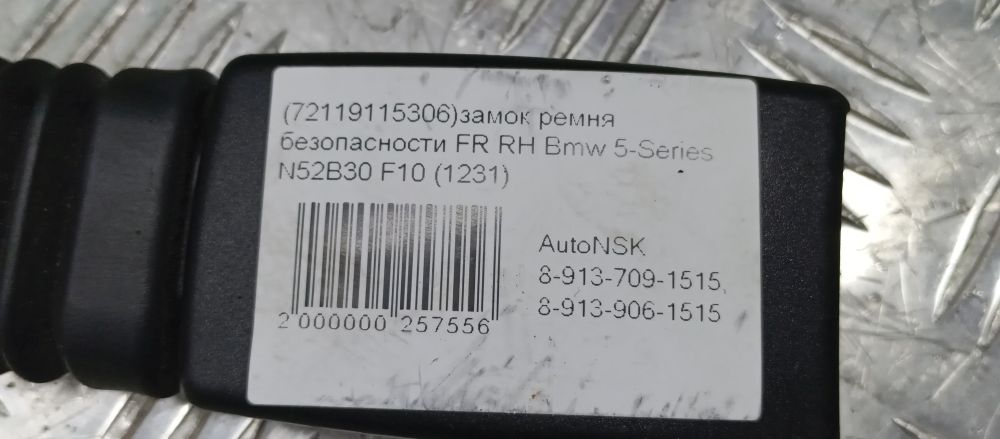 (72119115306)замок ремня
безопасности FR RH Bmw 5-Series
N52B30 F10 (1231)
AutoNSK
8-913-709-1515,
8-913-906-1515
2 000000 257556